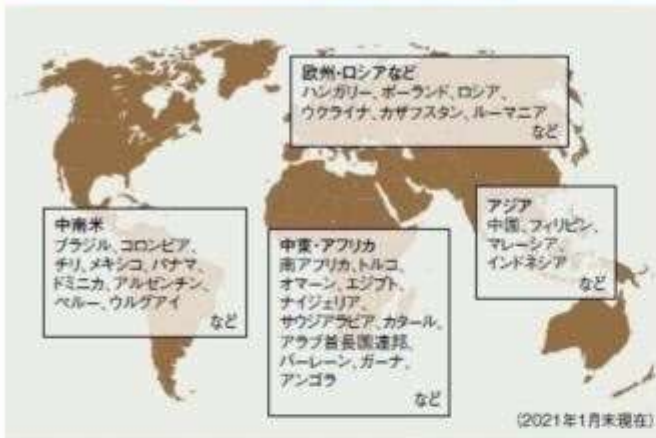 欧州・ロシアなど
ハンガリー、ポーランド、ロシア、
ウクライナ、カザフスタン、ルーマニア
など
中南米
ブラジル、コロンビア、
チリ、メキシコ、パナマ、
ドミニカ、アルゼンチン、
ペルー、ウルグアイ
など
中東・アフリカ
南アフリカ、トルコ、
オマーン、エジプト、
ナイジェリア、
サウジアラビア、カタール、
アラブ首長国連邦、
バーレーン、ガーナ、
アンゴラ
など
アジア
中国、フィリピン、
マレーシア、
インドネシア
など
(2021年1月末現在)